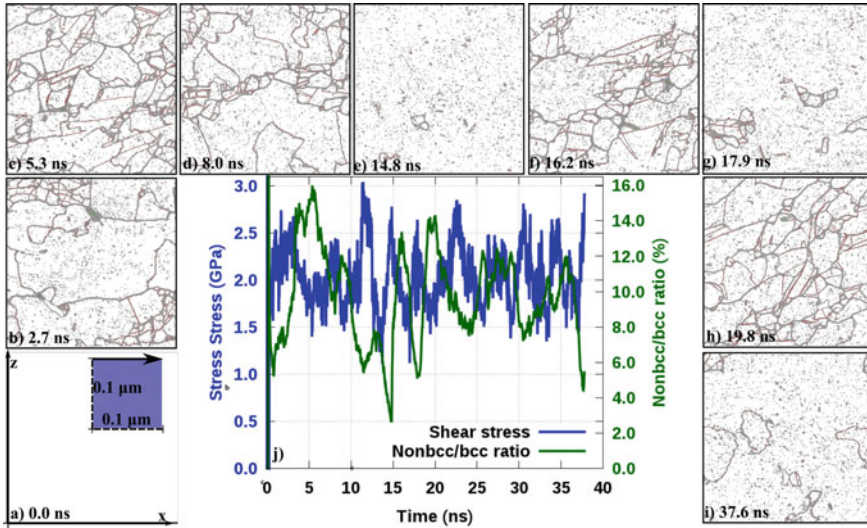 c) 5.3 ns
d) 8.0 ns
e) 14.8 ns
f) 16.2 ns
g) 17.9 ns
b) 2.7 ns
h) 19.8 ns
z
0.1 μm
0.1 μm
a) 0.0 ns
x
i) 37.6 ns
Stress Stress (GPa)
3.0
2.5
2.0
1.5
1.0
0.5
0.0
16.0
14.0
12.0
10.0
8.0
6.0
4.0
2.0
0.0
Nonbcc/bcc ratio (%)
j)
Shear stress
Nonbcc/bcc ratio
0 5 10 15 20 25 30 35 40
Time (ns)